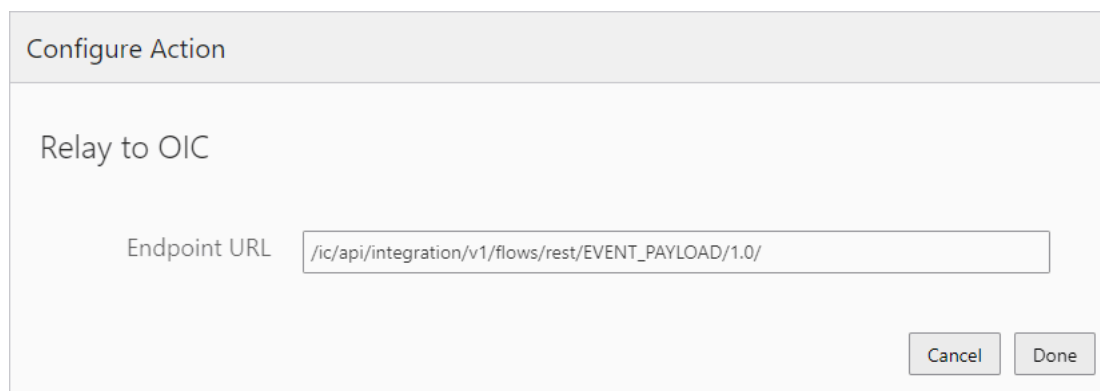 Configure Action
Relay to OIC
Endpoint URL /ic/api/integration/v1/flows/rest/EVENT_PAYLOAD/1.0/
Cancel Done